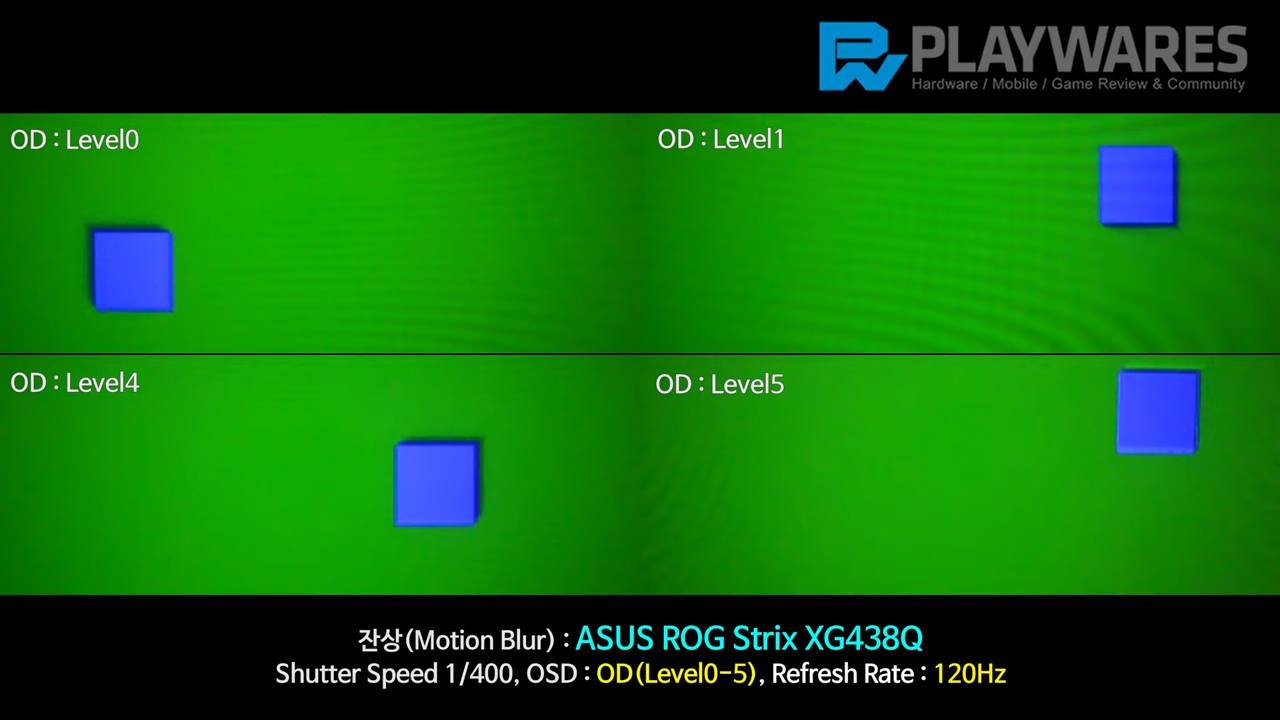 PLAYWARES
Hardware / Mobile / Game Review & Community
OD : Level0
OD : Level1
OD : Level4
OD : Level5
잔상(Motion Blur) : ASUS ROG Strix XG438Q
Shutter Speed 1/400, OSD : OD(Level0-5), Refresh Rate : 120Hz